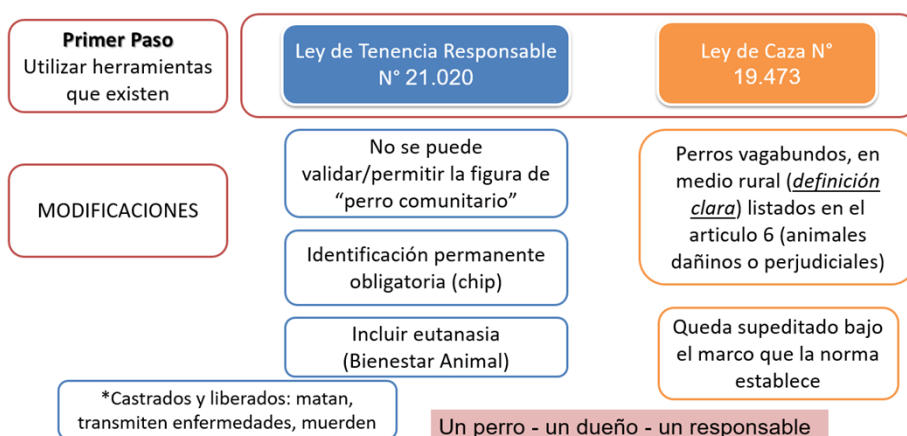 Primer Paso
Utilizar herramientas
que existen
Ley de Tenencia Responsable
N° 21.020
Ley de Caza N°
19.473
MODIFICACIONES
No se puede
validar/permitir la figura de
“perro comunitario”
Identificación permanente
obligatoria (chip)
Incluir eutanasia
(Bienestar Animal)
Perros vagabundos, en
medio rural (definición
clara) listados en el
articulo 6 (animales
dañinos o perjudiciales)
Queda supeditado bajo
el marco que la norma
establece
*Castrados y liberados: matan,
transmiten enfermedades, muerden
Un perro - un dueño - un responsable